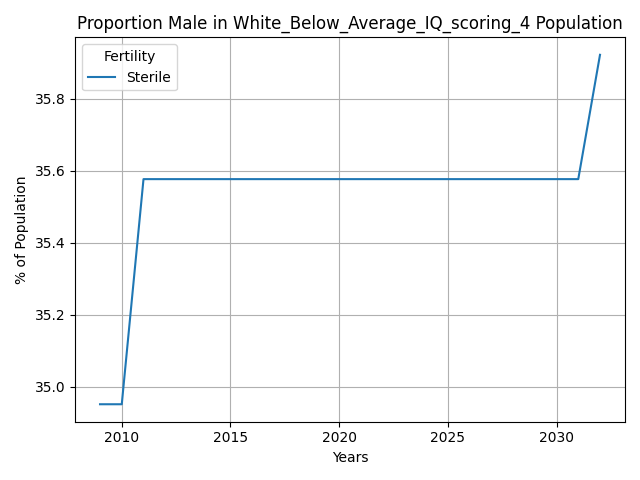 Proportion Male in White_Below_Average_IQ_scoring_4 Population
Fertility
Sterile
% of Population
35.8
35.6
35.4
35.2
35.0
2010
2015
2020
2025
2030
Years